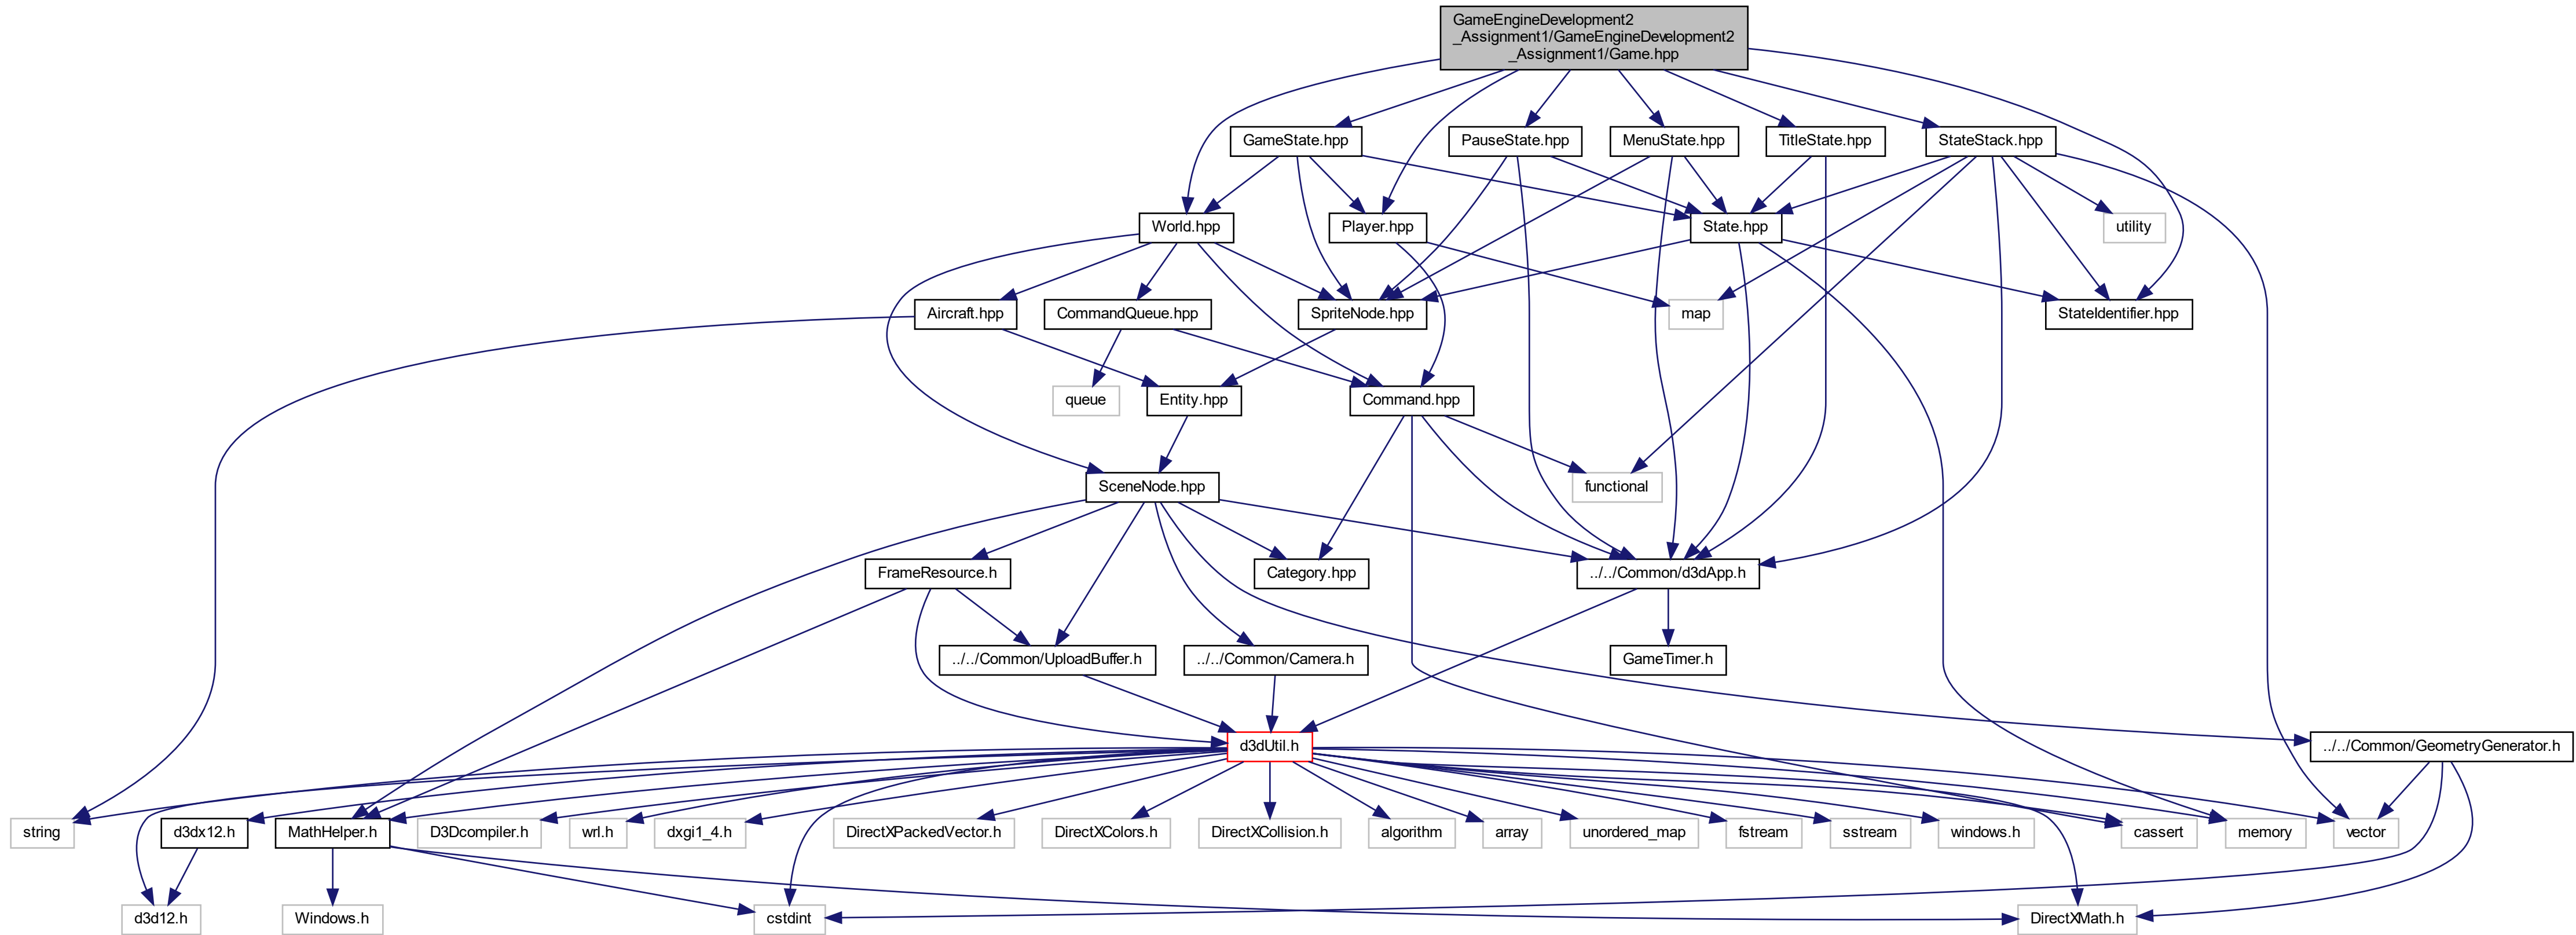 GameEngineDevelopment2
_Assignment1/GameEngineDevelopment2
_Assignment1/Game.hpp
GameState.hpp
PauseState.hpp
MenuState.hpp
TitleState.hpp
StateStack.hpp
World.hpp
Player.hpp
State.hpp
utility
Aircraft.hpp
CommandQueue.hpp
SpriteNode.hpp
map
StateIdentifier.hpp
queue
Entity.hpp
Command.hpp
SceneNode.hpp
functional
FrameResource.h
Category.hpp
../../Common/d3dApp.h
../../Common/UploadBuffer.h
../../Common/Camera.h
GameTimer.h
d3dUtil.h
../../Common/GeometryGenerator.h
string
d3dx12.h
MathHelper.h
D3Dcompiler.h
wrl.h
dxgi1_4.h
DirectXPackedVector.h
DirectXColors.h
DirectXCollision.h
algorithm
array
unordered_map
fstream
sstream
windows.h
cassert
memory
vector
d3d12.h
Windows.h
cstdint
DirectXMath.h